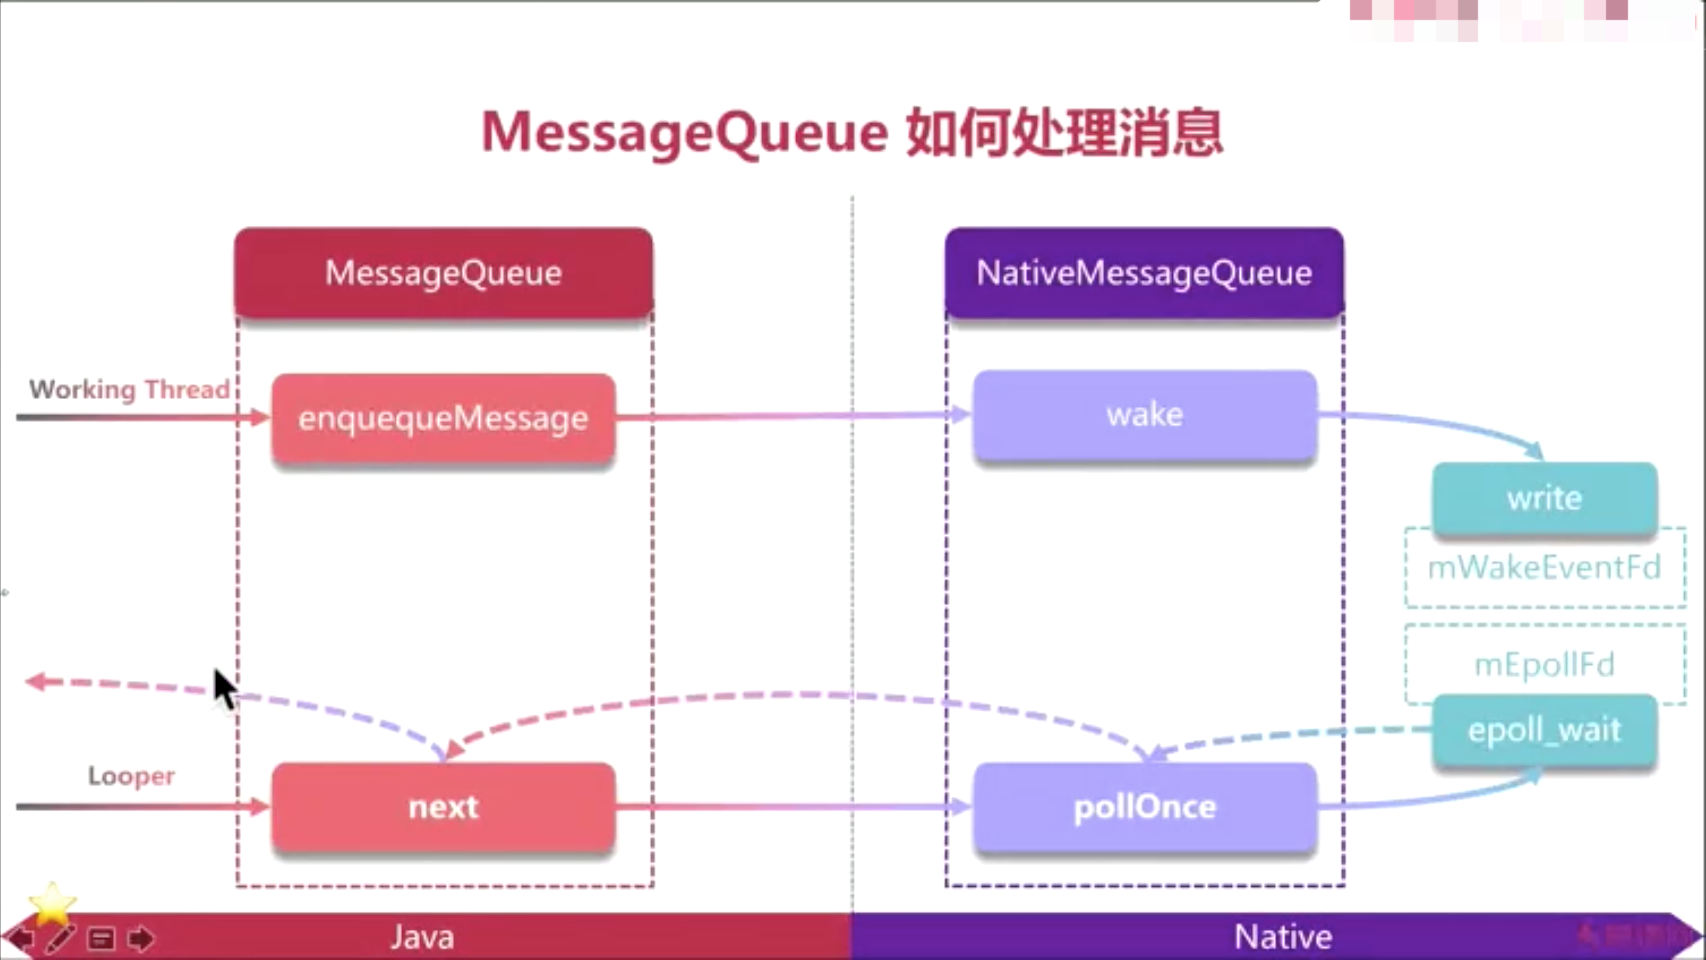 MessageQueue 如何处理消息
MessageQueue
NativeMessageQueue
Working Thread
enquequeMessage
wake
write
mWakeEventFd
mEpollFd
epoll_wait
Looper
next
pollOnce
Java
Native